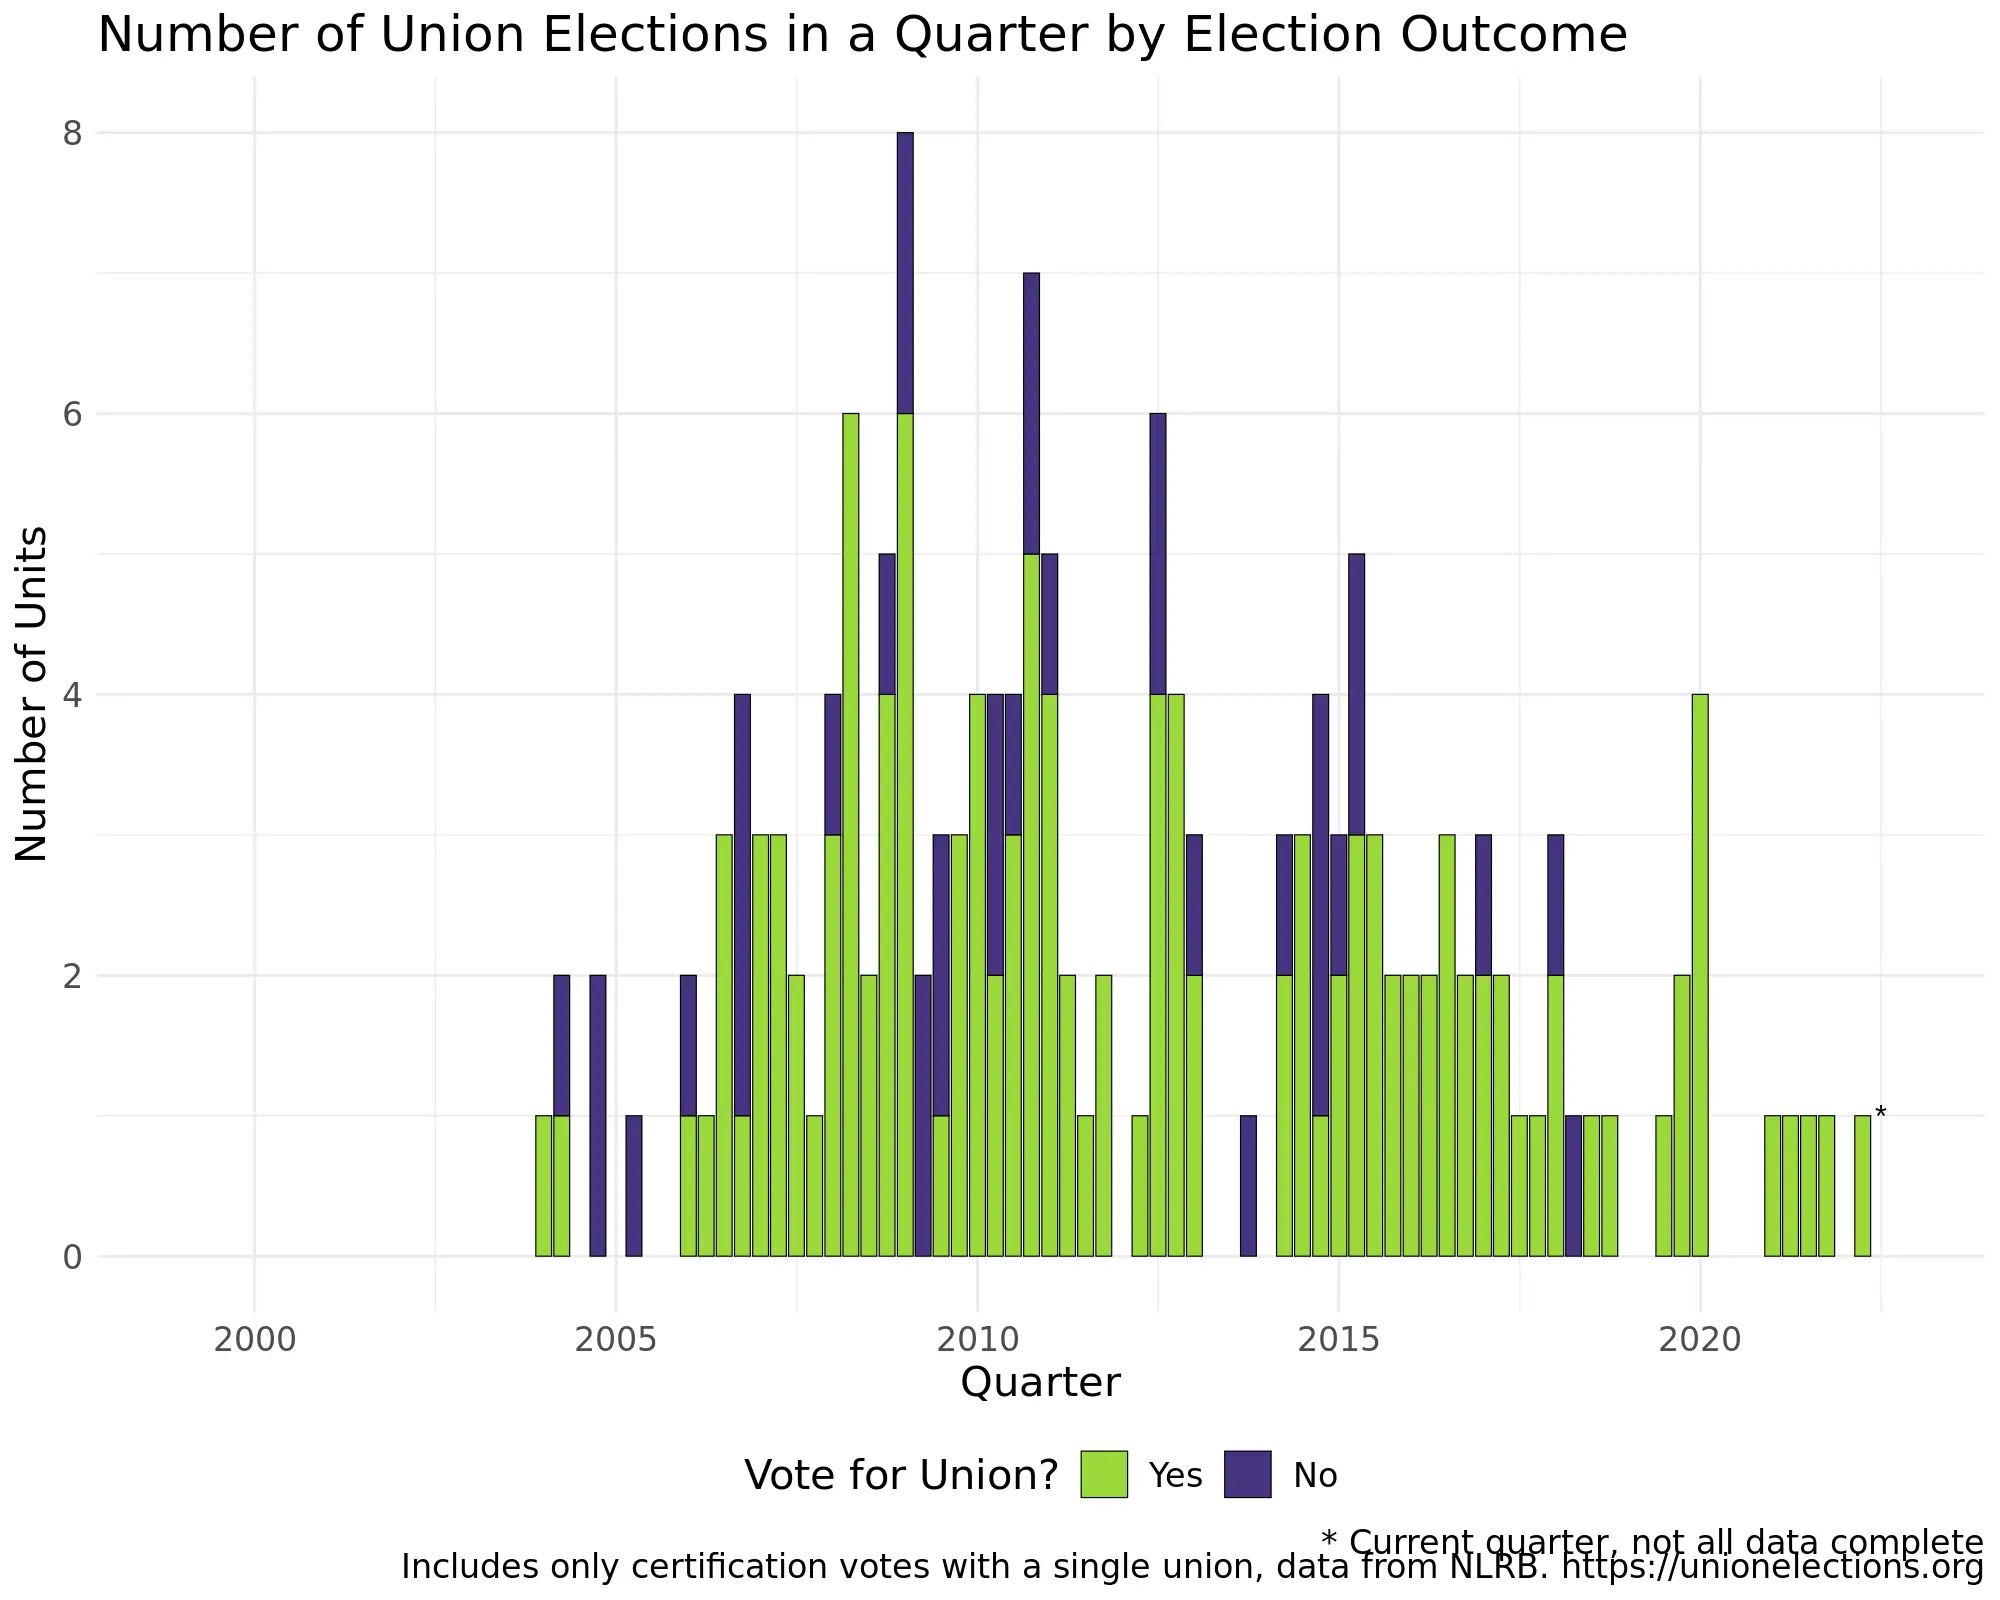 Number of Union Elections in a Quarter by Election Outcome
Number of Units
8
6
4
2
0
*
2000 2005 2010 2015 2020
Quarter
Vote for Union? Yes No
* Current quarter, not all data complete
Includes only certification votes with a single union, data from NLRB. https://unionelections.org